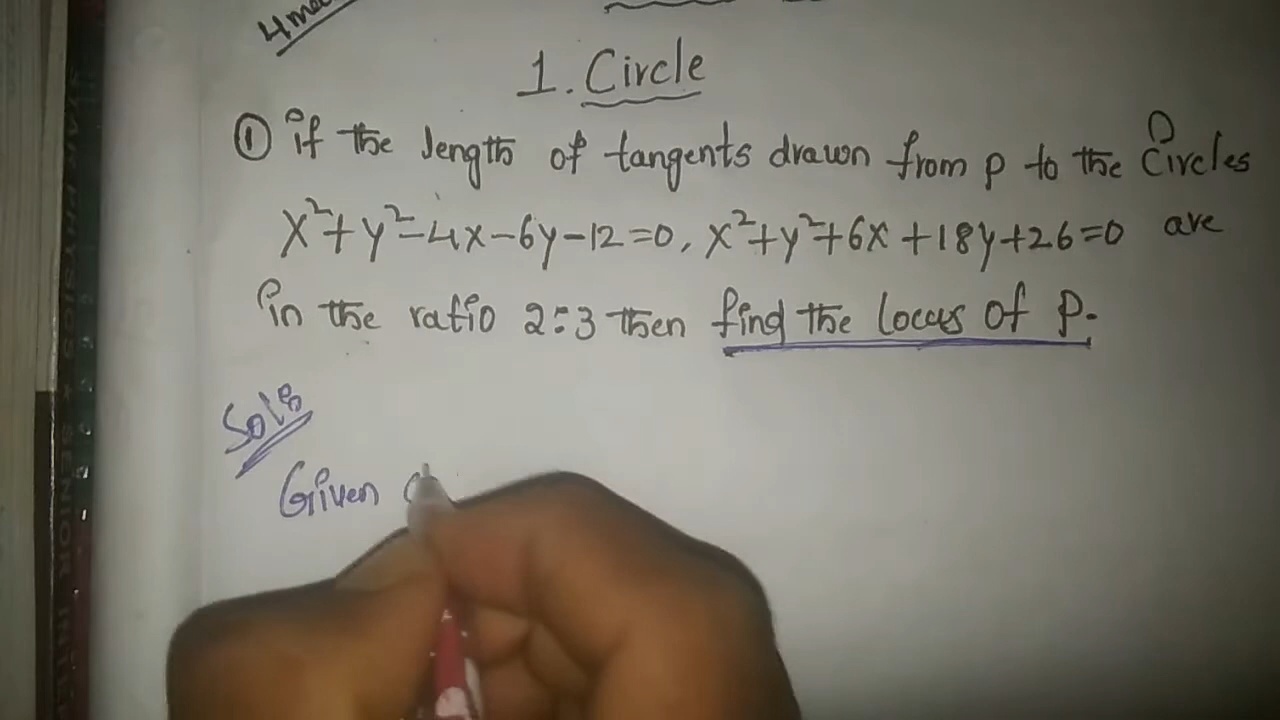 1. Circle
① if the length of tangents drawn from p to the Circles
x²+y²-4x-6y-12=0, x²+y²+6x+18y+26=0 are
in the ratio 2:3 then find the locus of P.
Sol:
Given